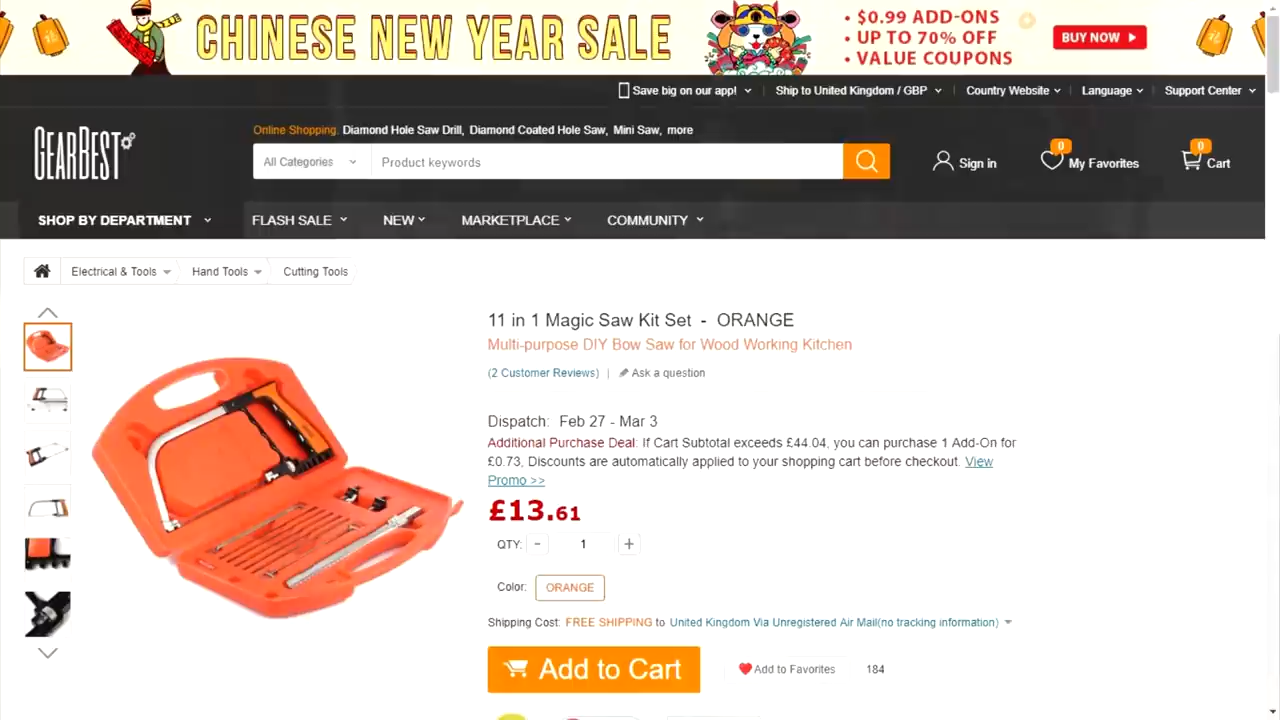 CHINESE NEW YEAR SALE
• $0.99 ADD-ONS
• UP TO 70% OFF
• VALUE COUPONS
BUY NOW
Save big on our app!
Ship to United Kingdom / GBP
Country Website
Language
Support Center
GEARBEST
Online Shopping: Diamond Hole Saw Drill, Diamond Coated Hole Saw, Mini Saw, more
All Categories
Product keywords
Sign in
0
My Favorites
0
Cart
SHOP BY DEPARTMENT
FLASH SALE
NEW
MARKETPLACE
COMMUNITY
Electrical & Tools
Hand Tools
Cutting Tools
11 in 1 Magic Saw Kit Set - ORANGE
Multi-purpose DIY Bow Saw for Wood Working Kitchen
(2 Customer Reviews) | Ask a question
Dispatch: Feb 27 - Mar 3
Additional Purchase Deal: If Cart Subtotal exceeds £44.04, you can purchase 1 Add-On for
£0.73, Discounts are automatically applied to your shopping cart before checkout. View
Promo >>
£13.61
QTY: - 1 +
Color: ORANGE
Shipping Cost: FREE SHIPPING to United Kingdom Via Unregistered Air Mail(no tracking information)
Add to Cart
Add to Favorites
184